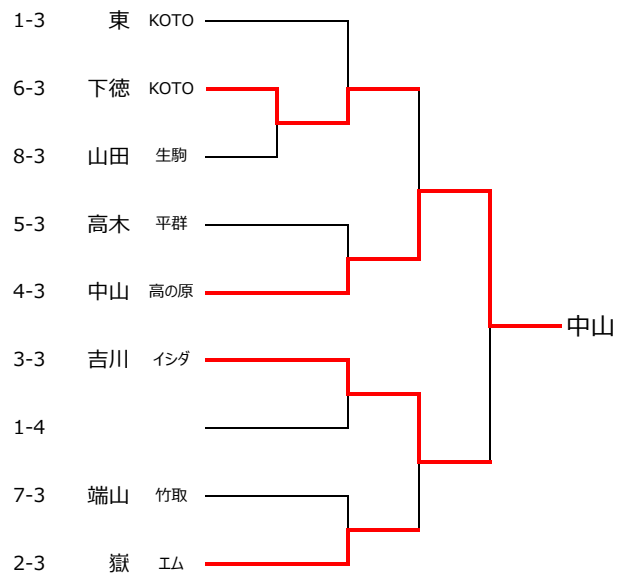 1-3 東 KOTO
6-3 下徳 KOTO
8-3 山田 生駒
5-3 高木 平群
4-3 中山 高の原
中山
3-3 吉川 イシダ
1-4
7-3 端山 竹取
2-3 嶽 エム